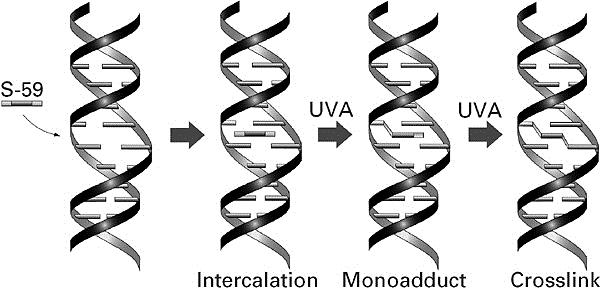 S-59
UVA
UVA
Intercalation
Monoadduct
Crosslink